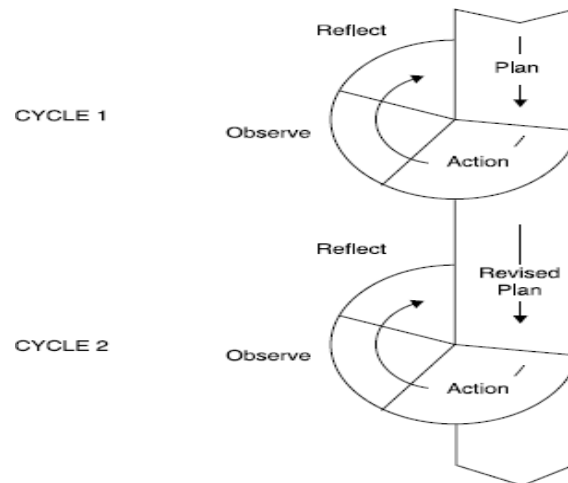 Reflect
Plan
CYCLE 1
Observe
Action
Reflect
Revised
Plan
CYCLE 2
Observe
Action